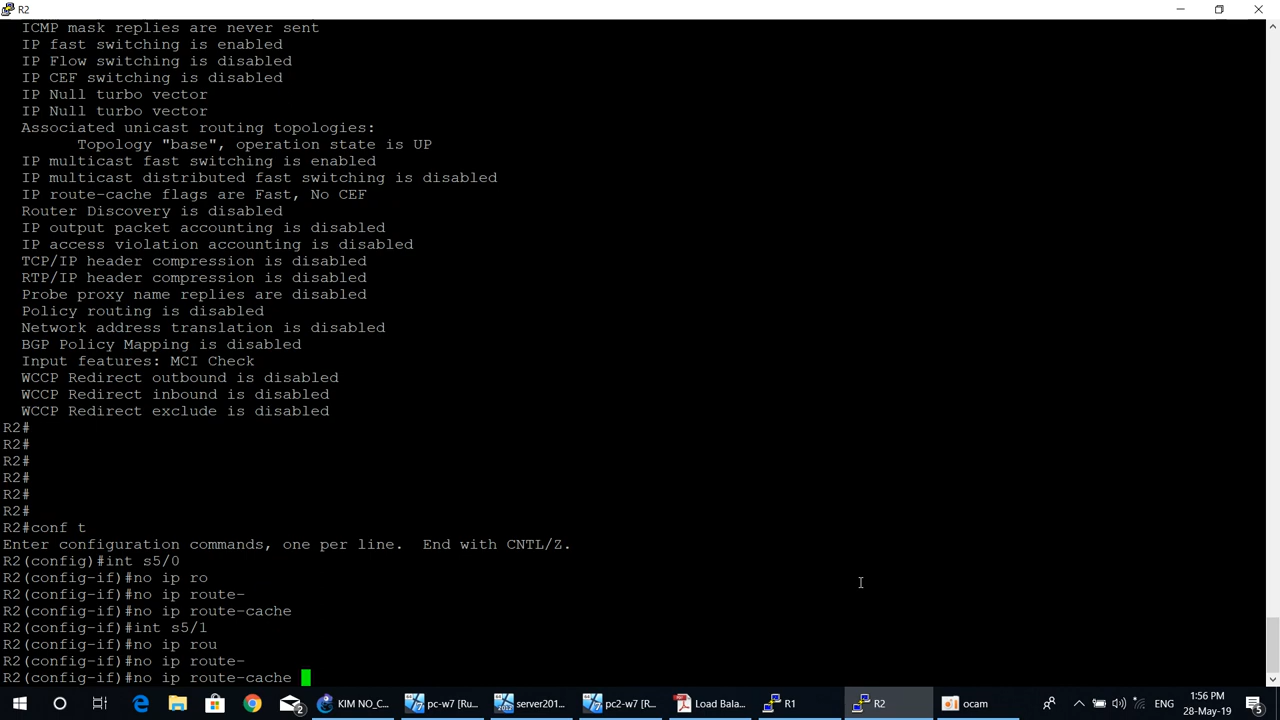 R2
ICMP mask replies are never sent
IP fast switching is enabled
IP Flow switching is disabled
IP CEF switching is disabled
IP Null turbo vector
IP Null turbo vector
Associated unicast routing topologies:
Topology "base", operation state is UP
IP multicast fast switching is enabled
IP multicast distributed fast switching is disabled
IP route-cache flags are Fast, No CEF
Router Discovery is disabled
IP output packet accounting is disabled
IP access violation accounting is disabled
TCP/IP header compression is disabled
RTP/IP header compression is disabled
Probe proxy name replies are disabled
Policy routing is disabled
Network address translation is disabled
BGP Policy Mapping is disabled
Input features: MCI Check
WCCP Redirect outbound is disabled
WCCP Redirect inbound is disabled
WCCP Redirect exclude is disabled
R2#
R2#
R2#
R2#
R2#
R2#
R2#conf t
Enter configuration commands, one per line.  End with CNTL/Z.
R2(config)#int s5/0
R2(config-if)#no ip ro
R2(config-if)#no ip route-
R2(config-if)#no ip route-cache
R2(config-if)#int s5/1
R2(config-if)#no ip rou
R2(config-if)#no ip route-
R2(config-if)#no ip route-cache
2 KIM NO_C... pc-w7 [Ru... server201... pc2-w7 [R... Load Bala... R1 R2 ocam ENG 1:56 PM 28-May-19 5